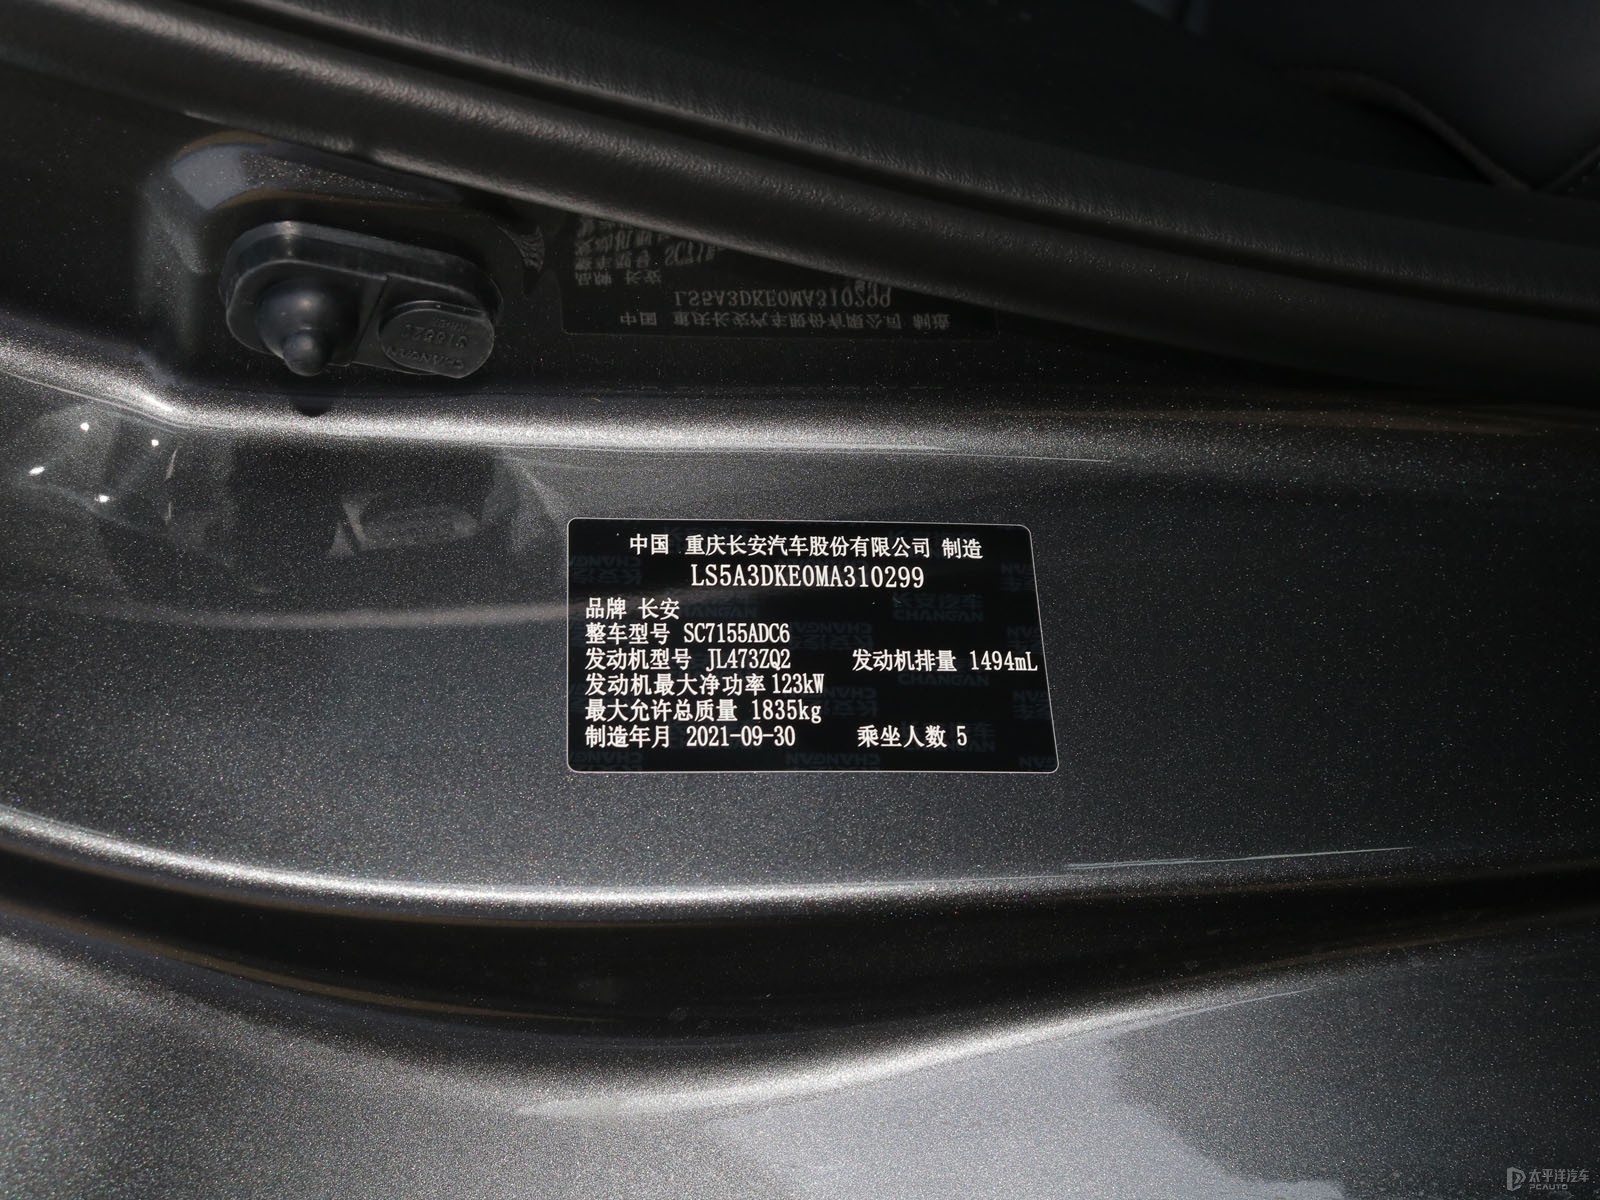 中国 重庆长安汽车股份有限公司 制造
LS5A3DKE0MA310299
品牌 长安
整车型号 SC7155ADC6
发动机型号 JL473ZQ2 发动机排量 1494mL
发动机最大净功率 123kW
最大允许总质量 1835kg
制造年月 2021-09-30 乘坐人数 5
太平洋汽车
PCAUTO